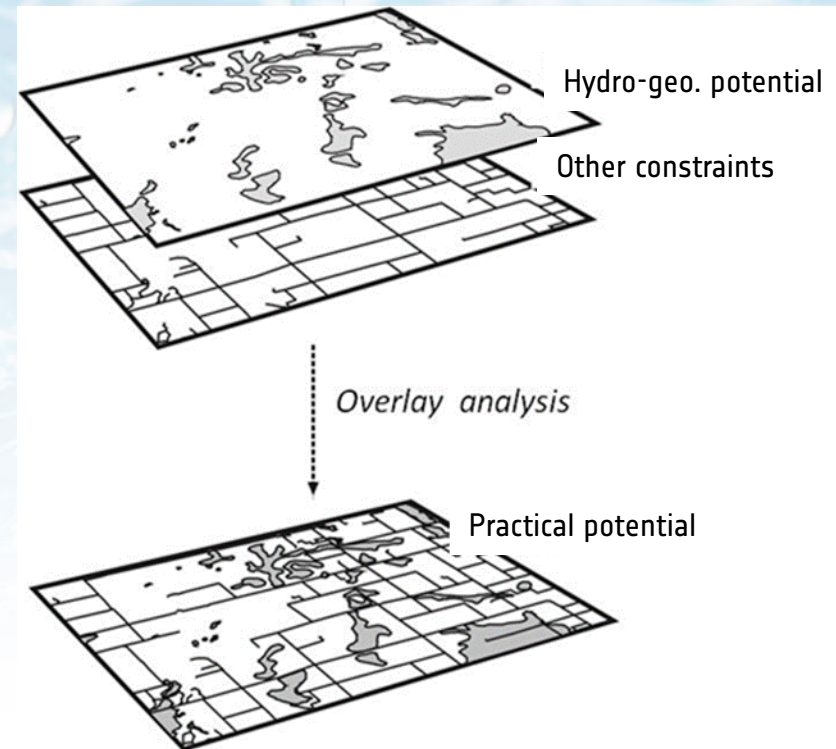 Hydro-geo. potential
Other constraints
Overlay analysis
Practical potential